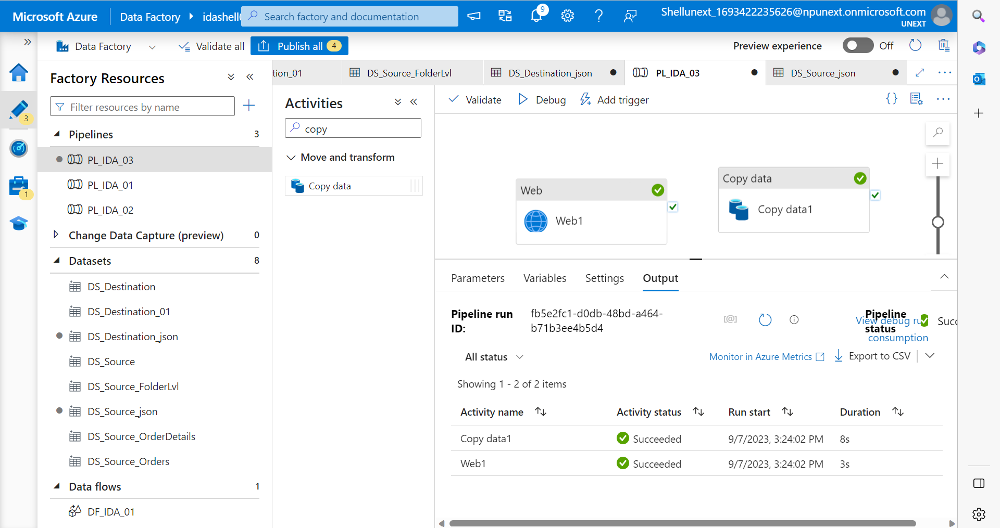 Microsoft Azure
Data Factory
idashell
Search factory and documentation
9
Shellunext_1693422235626@npunext.onmicrosoft.com
UNEXT
Data Factory
Validate all
Publish all 4
Preview experience
Off
Factory Resources
tion_01
DS_Source_FolderLvl
DS_Destination_json
PL_IDA_03
DS_Source_json
3
1
Filter resources by name
Pipelines 3
PL_IDA_03
PL_IDA_01
PL_IDA_02
Change Data Capture (preview) 0
Datasets 8
DS_Destination
DS_Destination_01
DS_Destination_json
DS_Source
DS_Source_FolderLvl
DS_Source_json
DS_Source_OrderDetails
DS_Source_Orders
Data flows 1
DF_IDA_01
Activities
copy
Move and transform
Copy data
Validate
Debug
Add trigger
Web
Web1
Copy data
Copy data1
Parameters
Variables
Settings
Output
Pipeline run
ID:
fb5e2fc1-d0db-48bd-a464-
b71b3ee4b5d4
Pipeline
status
View debug ru
consumption
Succ
All status
Monitor in Azure Metrics
Export to CSV
Showing 1 - 2 of 2 items
Activity name Activity status Run start Duration
Copy data1 Succeeded 9/7/2023, 3:24:02 PM 8s
Web1 Succeeded 9/7/2023, 3:24:02 PM 3s